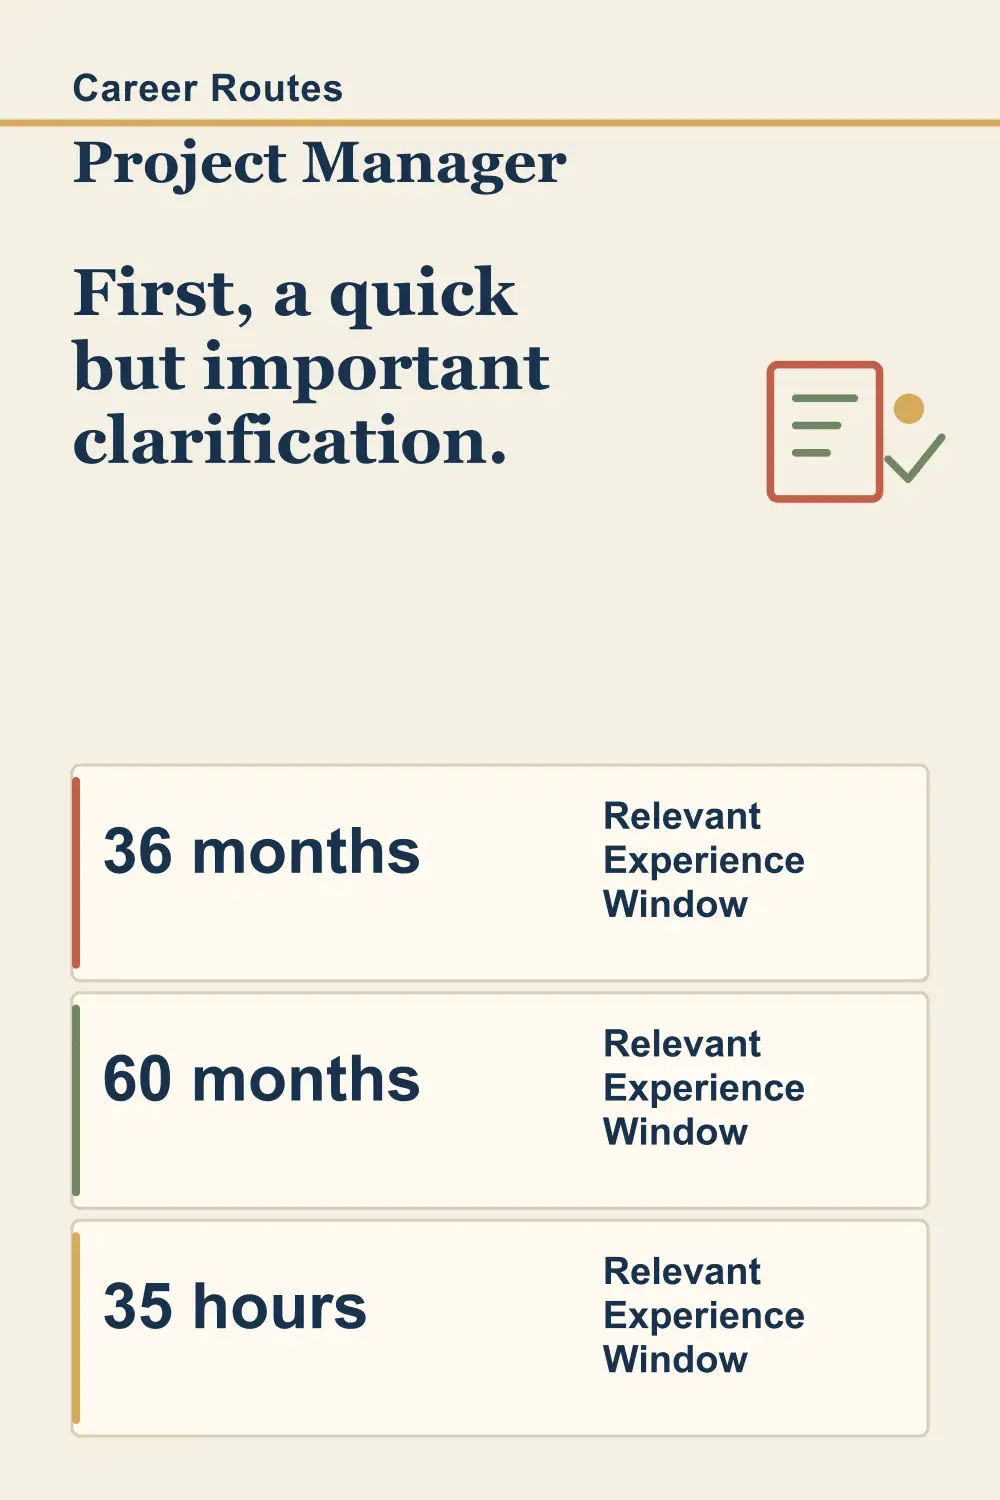 Career Routes
Project Manager
First, a quick
but important
clarification.
36 months
Relevant
Experience
Window
60 months
Relevant
Experience
Window
35 hours
Relevant
Experience
Window